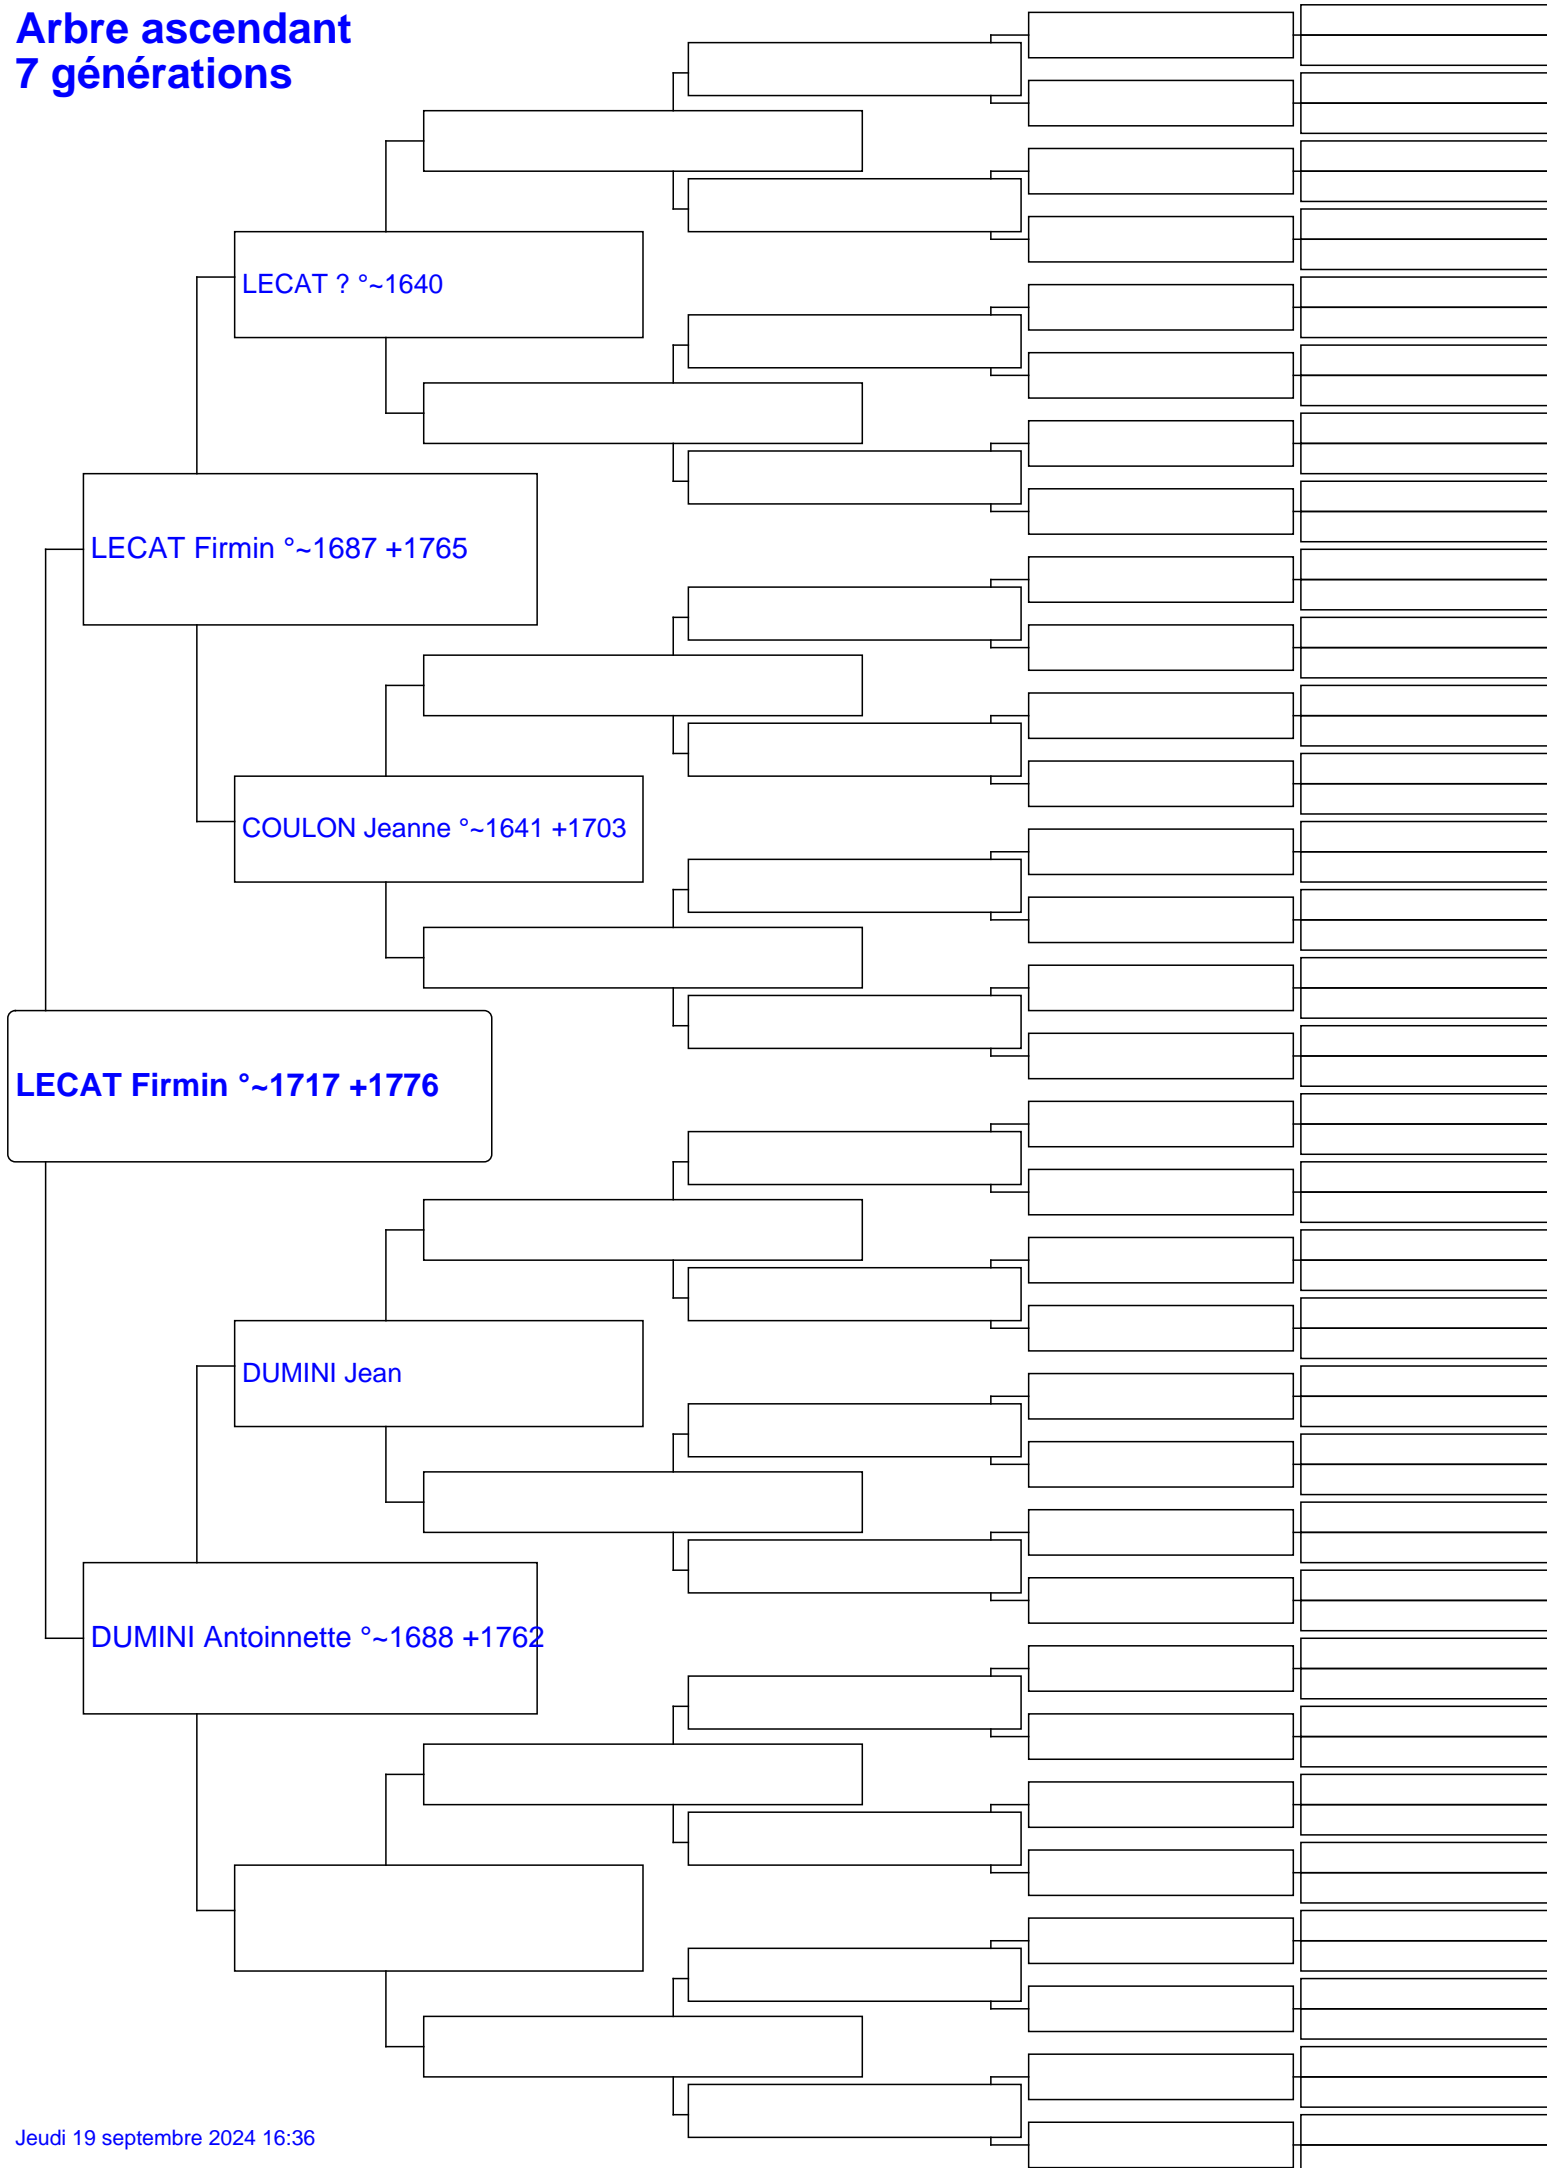 Arbre ascendant
7 générations
LECAT ? °~1640
LECAT Firmin °~1687 +1765
COULON Jeanne °~1641 +1703
LECAT Firmin °~1717 +1776
DUMINI Jean
DUMINI Antoinnette °~1688 +1762
Jeudi 19 septembre 2024 16:36